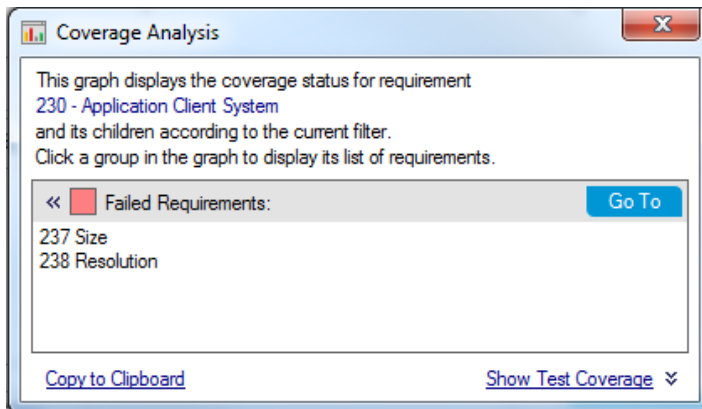 Coverage Analysis
This graph displays the coverage status for requirement
230 - Application Client System
and its children according to the current filter.
Click a group in the graph to display its list of requirements.
Failed Requirements:
Go To
237 Size
238 Resolution
Copy to Clipboard
Show Test Coverage